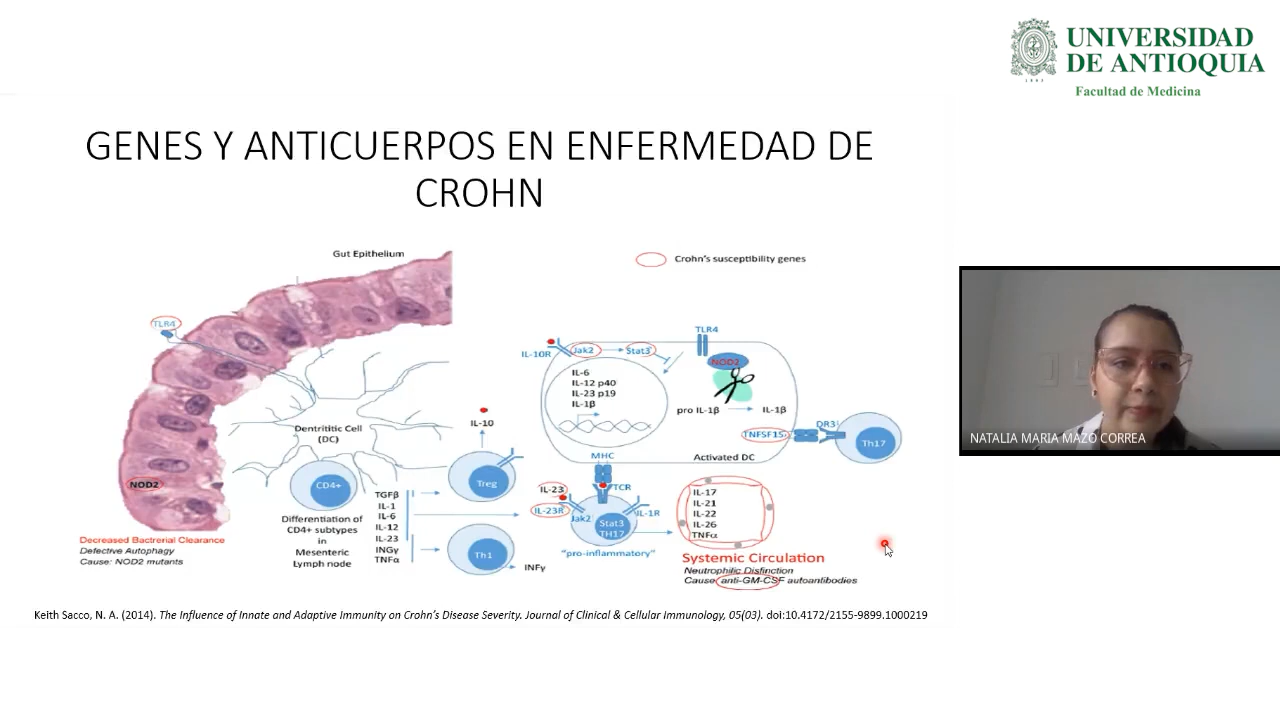 UNIVERSIDAD
DE ANTIOQUIA
1803
Facultad de Medicina
GENES Y ANTICUERPOS EN ENFERMEDAD DE
CROHN
Gut Epithelium
Crohn's susceptibility genes
TLR4
NOD2
Decreased Bactrerial Clearance
Defective Autophagy
Cause: NOD2 mutants
Dentrititic Cell
(DC)
CD4+
Differentiation of
CD4+ subtypes
in
Mesenteric
Lymph node
TGFβ
IL-1
IL-6
IL-12
IL-23
INGγ
TNFα
IL-10
Treg
Th1
INFγ
IL-10R
Jak2
Stat3
IL-6
IL-12 p40
IL-23 p19
IL-1β
TLR4
NOD2
pro IL-1β
IL-1β
TNFSF15
DR3
Th17
Activated DC
MHC
TCR
IL-23
IL-23R
Jak2
IL-1R
Stat3
TH17
"pro-inflammatory"
IL-17
IL-21
IL-22
IL-26
TNFα
Systemic Circulation
Neutrophilic Disfinction
Cause: anti-GM-CSF autoantibodies
Keith Sacco, N. A. (2014). The Influence of Innate and Adaptive Immunity on Crohn's Disease Severity. Journal of Clinical & Cellular Immunology, 05(03). doi:10.4172/2155-9899.1000219
NATALIA MARIA MAZO CORREA